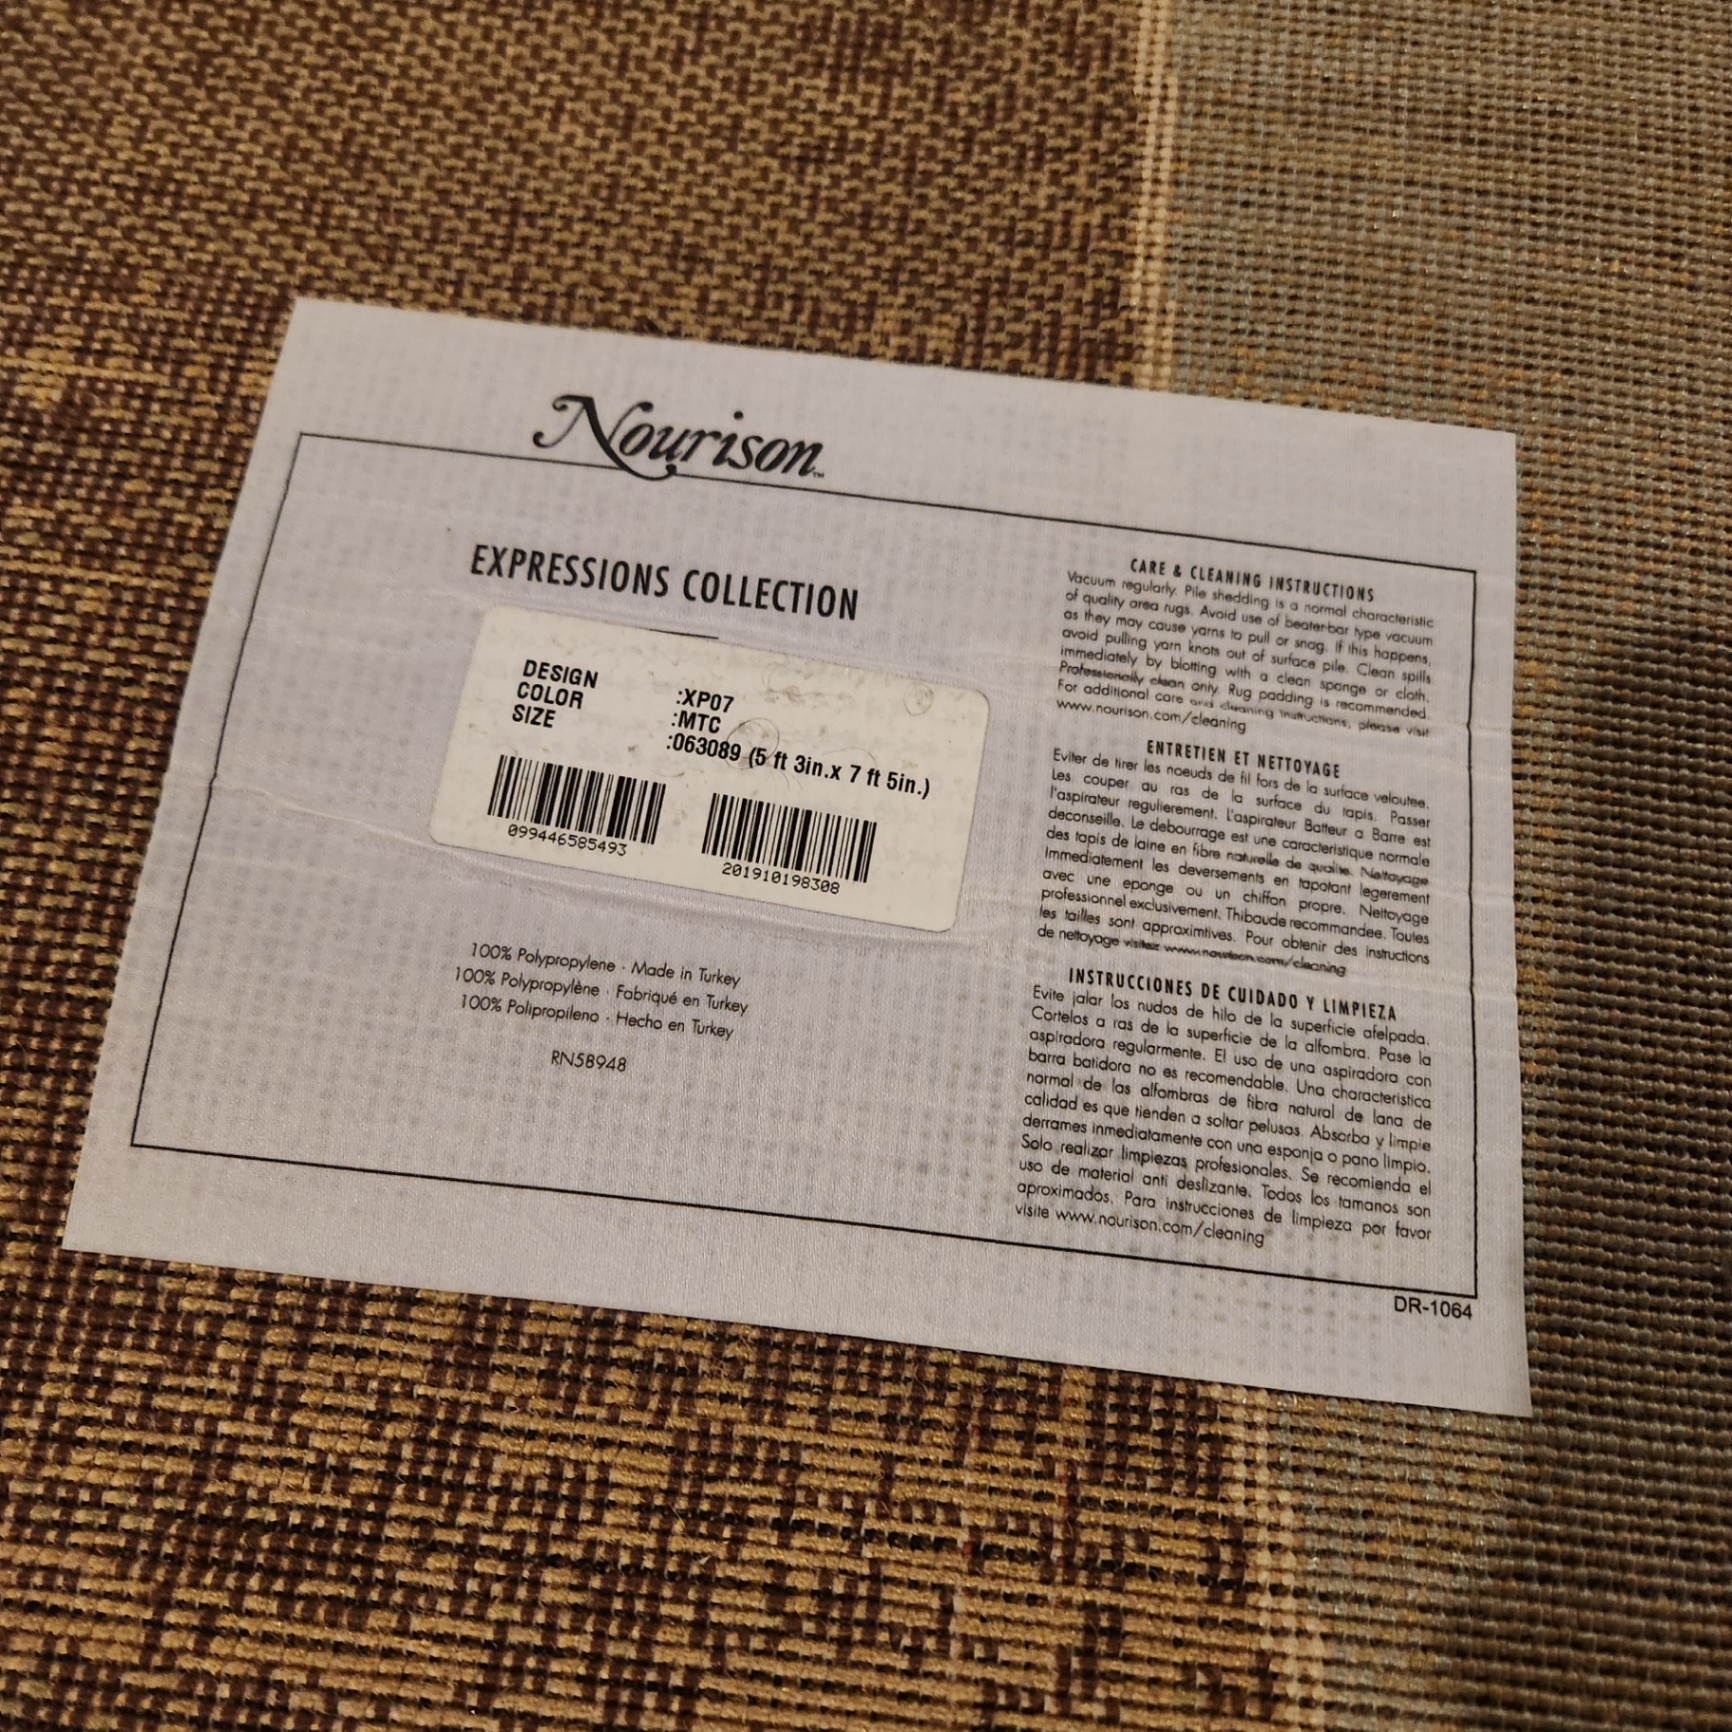 Nourison™
EXPRESSIONS COLLECTION
DESIGN :XP07
COLOR :MTC
SIZE :063089 (5 ft 3in.x 7 ft 5in.)
099446585493
201910198308
100% Polypropylene · Made in Turkey
100% Polypropylène · Fabriqué en Turkey
100% Polipropileno · Hecho en Turkey
RN58948
CARE & CLEANING INSTRUCTIONS
Vacuum regularly. Pile shedding is a normal characteristic
of quality area rugs. Avoid use of beater-bar type vacuum
as they may cause yarns to pull or snag. If this happens,
avoid pulling yarn knots out of surface pile. Clean spills
immediately by blotting with a clean sponge or cloth.
Professionally clean only. Rug padding is recommended.
For additional care and cleaning instructions, please visit
www.nourison.com/cleaning
ENTRETIEN ET NETTOYAGE
Eviter de tirer les noeuds de fil fors de la surface veloutee.
Les couper au ras de la surface du tapis. Passer
l'aspirateur regulierement. L'aspirateur Batteur a Barre est
deconseille. Le debourrage est une caracteristique normale
des tapis de laine en fibre naturelle de qualite. Nettoyage
Immediatement les deversements en tapotant legerement
avec une eponge ou un chiffon propre. Nettoyage
professionnel exclusivement. Thibaude recommandee. Toutes
les tailles sont approximtives. Pour obtenir des instructions
de nettoyage visitez www.nourison.com/cleaning
INSTRUCCIONES DE CUIDADO Y LIMPIEZA
Evite jalar los nudos de hilo de la superficie afelpada.
Cortelos a ras de la superficie de la alfombra. Pase la
aspiradora regularmente. El uso de una aspiradora con
barra batidora no es recomendable. Una characteristica
normal de las alfombras de fibra natural de lana de
calidad es que tienden a soltar pelusas. Absorba y limpie
derrames inmediatamente con una esponja o pano limpio.
Solo realizar limpiezas profesionales. Se recomienda el
uso de material anti deslizante. Todos los tamanos son
aproximados. Para instrucciones de limpieza por favor
visite www.nourison.com/cleaning
DR-1064